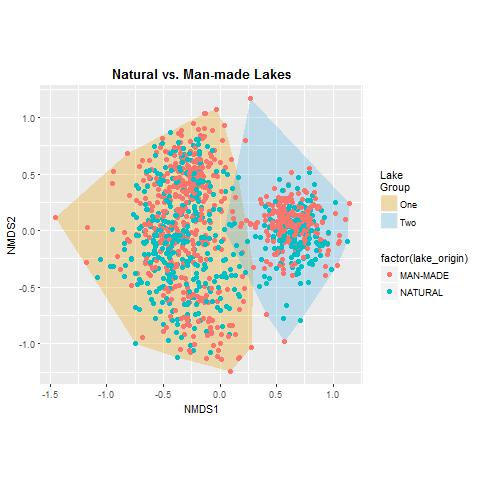 Natural vs. Man-made Lakes
1.0
0.5
0.0
-0.5
-1.0
NMDS2
-1.5
-1.0
-0.5
0.0
0.5
1.0
NMDS1
Lake
Group
One
Two
factor(lake_origin)
MAN-MADE
NATURAL